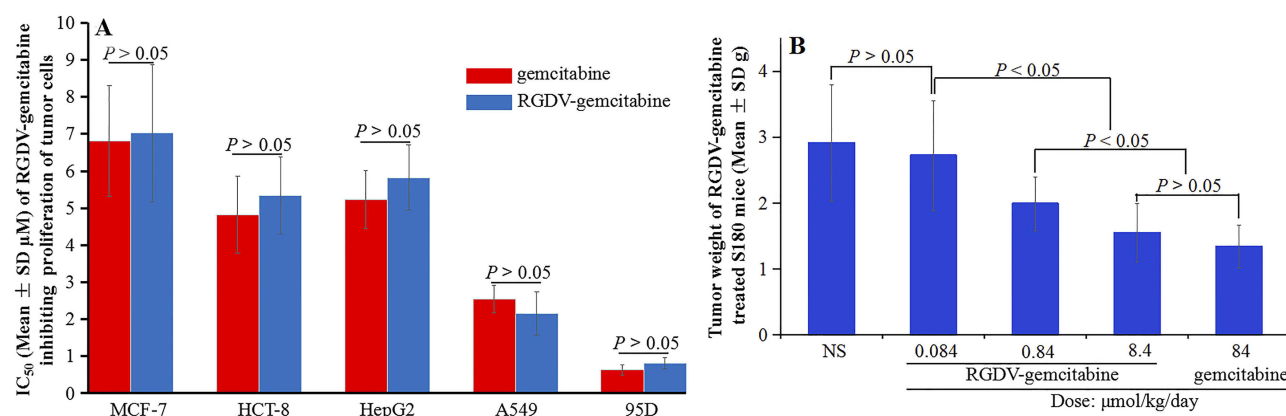 A
IC50 (Mean ± SD μM) of RGDV-gemcitabine
inhibiting proliferation of tumor cells
10
9
8
7
6
5
4
3
2
1
0
P > 0.05
P > 0.05
P > 0.05
P > 0.05
P > 0.05
gemcitabine
RGDV-gemcitabine
MCF-7
HCT-8
HepG2
A549
95D
B
Tumor weight of RGDV-gemcitabine
treated S180 mice (Mean ± SD g)
4
3
2
1
0
P > 0.05
P < 0.05
P < 0.05
P > 0.05
NS
0.084
0.84
8.4
84
RGDV-gemcitabine
gemcitabine
Dose: μmol/kg/day